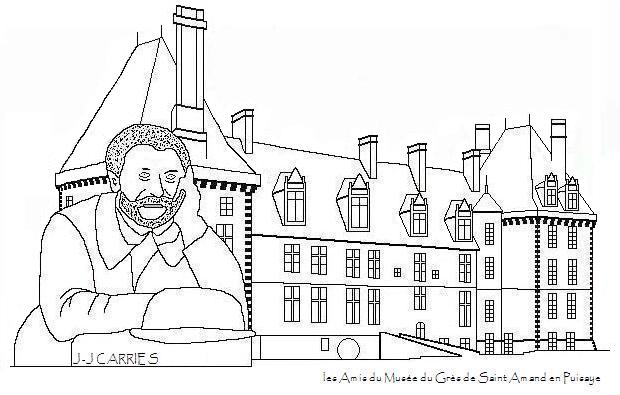 J-J CARRIES
les Amis du Musée du Grès de Saint Amand en Puisaye